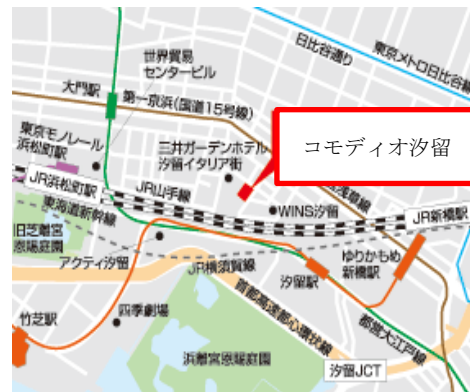 日比谷通り
東京メトロ日比谷線
世界貿易
センタービル
大門駅
第一京浜(国道15号線)
コモディオ汐留
東京モノレール
浜松町駅
三井ガーデンホテル
汐留イタリア街
浅草線
JR浜松町駅
JR山手線
WINS汐留
JR新橋駅
東海道新幹線
旧芝離宮
恩賜庭園
アクティ汐留
JR横須賀線
汐留駅
ゆりかもめ
新橋駅
首都高速都心環状線
竹芝駅
四季劇場
都営大江戸線
浜離宮恩賜庭園
汐留JCT